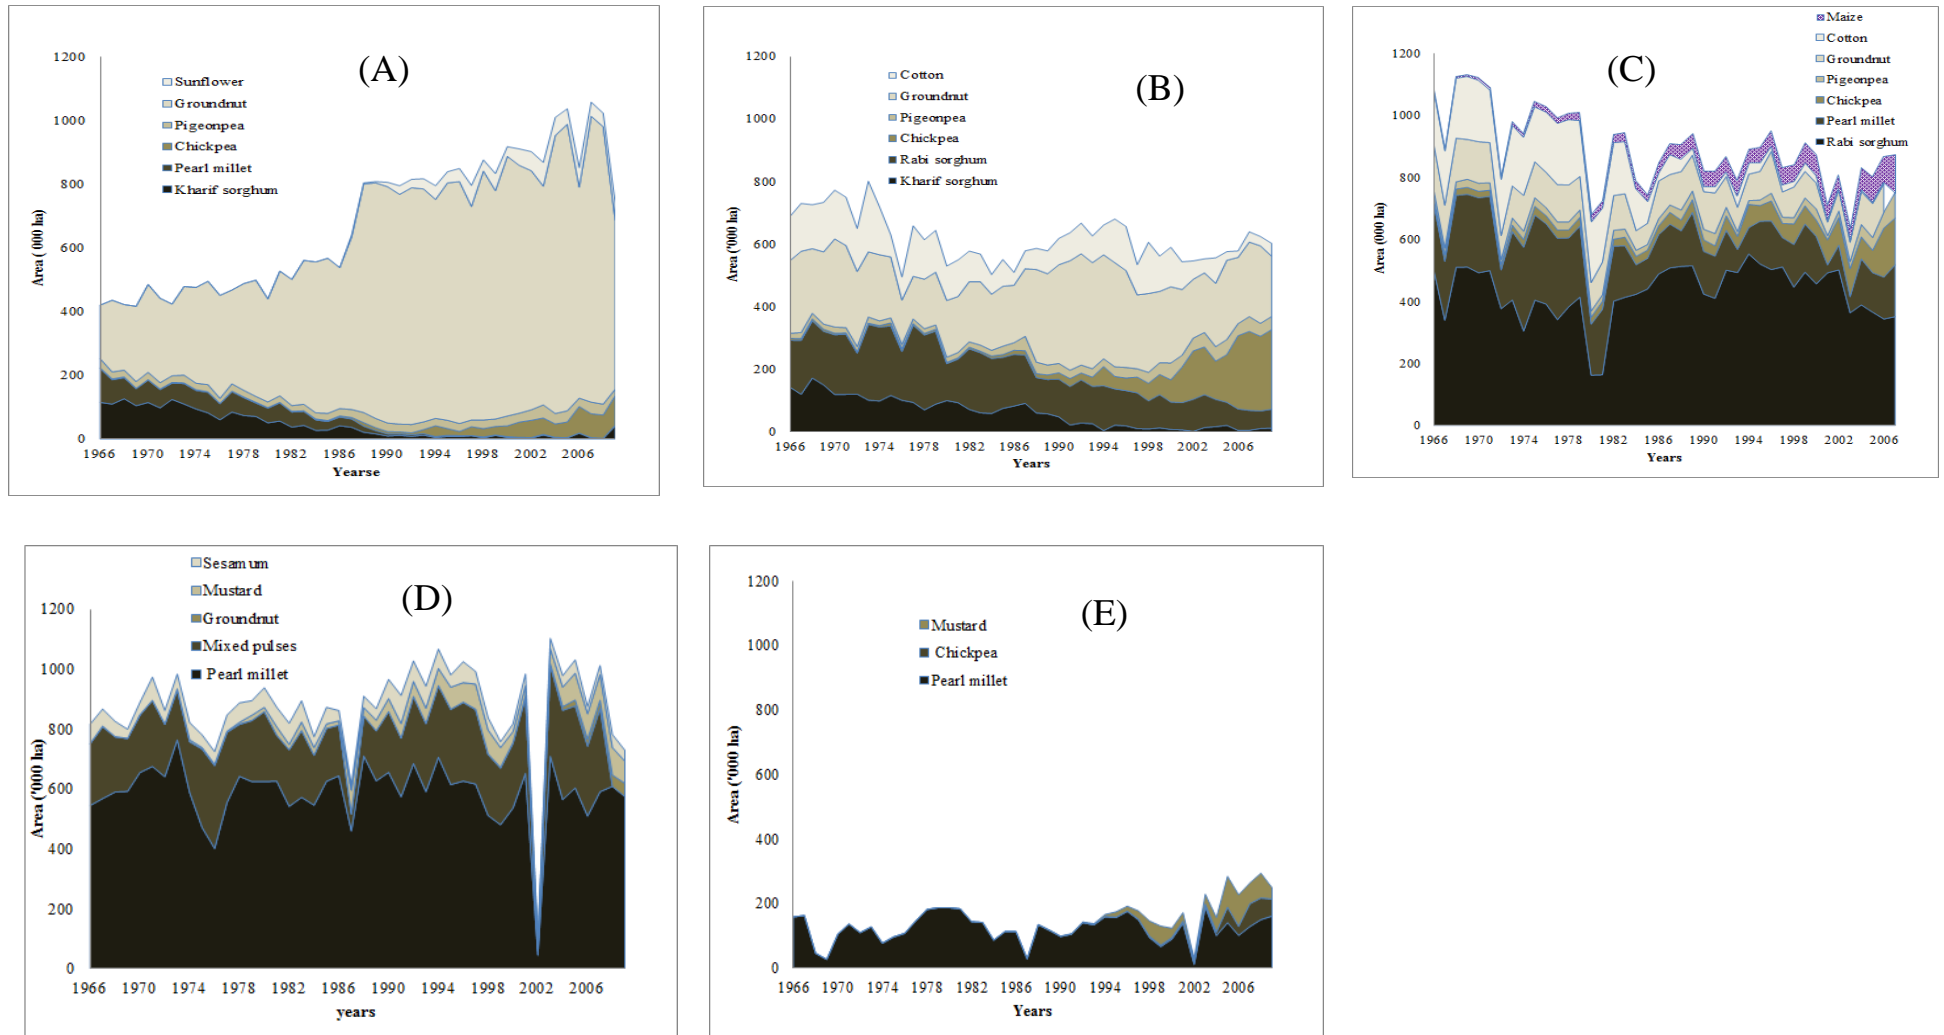 (A)
1200
1000
800
600
400
200
0
Area (000 ha)
Sunflower
Groundnut
Pigeonpea
Chickpea
Pearl millet
Kharif sorghum
1966 1970 1974 1978 1982 1986 1990 1994 1998 2002 2006
Yearse
(B)
1200
1000
800
600
400
200
0
Area ('000 ha)
Cotton
Groundnut
Pigeonpea
Chickpea
Rabi sorghum
Kharif sorghum
1966 1970 1974 1978 1982 1986 1990 1994 1998 2002 2006
Years
(C)
1200
1000
800
600
400
200
0
Area (000 ha)
Maize
Cotton
Groundnut
Pigeonpea
Chickpea
Pearl millet
Rabi sorghum
1966 1970 1974 1978 1982 1986 1990 1994 1998 2002 2006
Years
(D)
1200
1000
800
600
400
200
0
Area ('000 ha)
Sesamum
Mustard
Groundnut
Mixed pulses
Pearl millet
1966 1970 1974 1978 1982 1986 1990 1994 1998 2002 2006
years
(E)
1200
1000
800
600
400
200
0
Area ('000 ha)
Mustard
Chickpea
Pearl millet
1966 1970 1974 1978 1982 1986 1990 1994 1998 2002 2006
Years